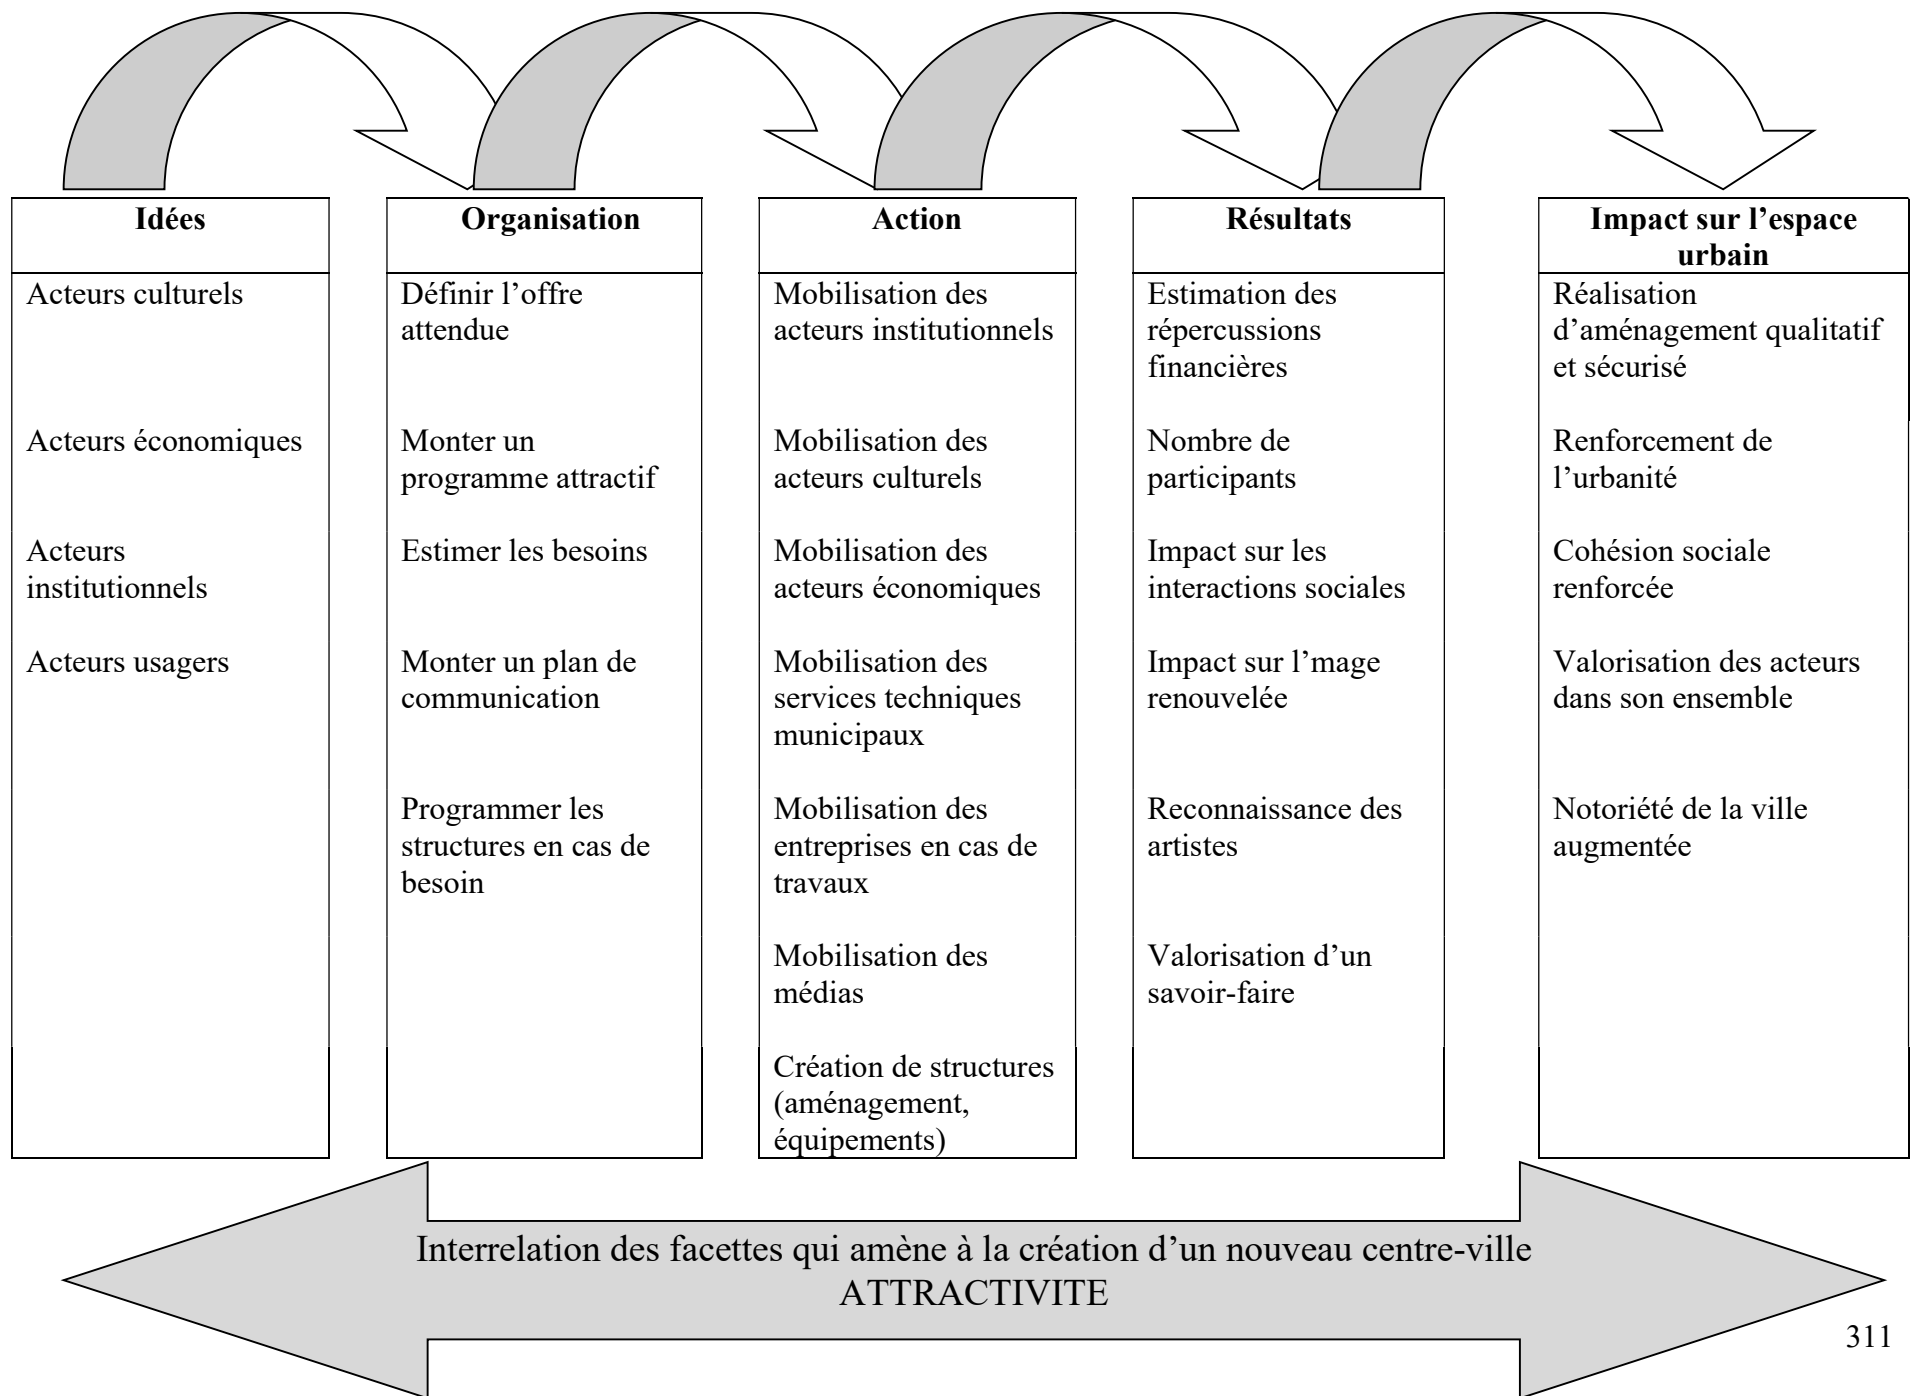 Idées
Acteurs culturels
Acteurs économiques
Acteurs
institutionnels
Acteurs usagers
Organisation
Définir l’offre
attendue
Monter un
programme attractif
Estimer les besoins
Monter un plan de
communication
Programmer les
structures en cas de
besoin
Action
Mobilisation des
acteurs institutionnels
Mobilisation des
acteurs culturels
Mobilisation des
acteurs économiques
Mobilisation des
services techniques
municipaux
Mobilisation des
entreprises en cas de
travaux
Mobilisation des
médias
Création de structures
(aménagement,
équipements)
Résultats
Estimation des
répercussions
financières
Nombre de
participants
Impact sur les
interactions sociales
Impact sur l’mage
renouvelée
Reconnaissance des
artistes
Valorisation d’un
savoir-faire
Impact sur l’espace
urbain
Réalisation
d’aménagement qualitatif
et sécurisé
Renforcement de
l’urbanité
Cohésion sociale
renforcée
Valorisation des acteurs
dans son ensemble
Notoriété de la ville
augmentée
Interrelation des facettes qui amène à la création d’un nouveau centre-ville
ATTRACTIVITE
311